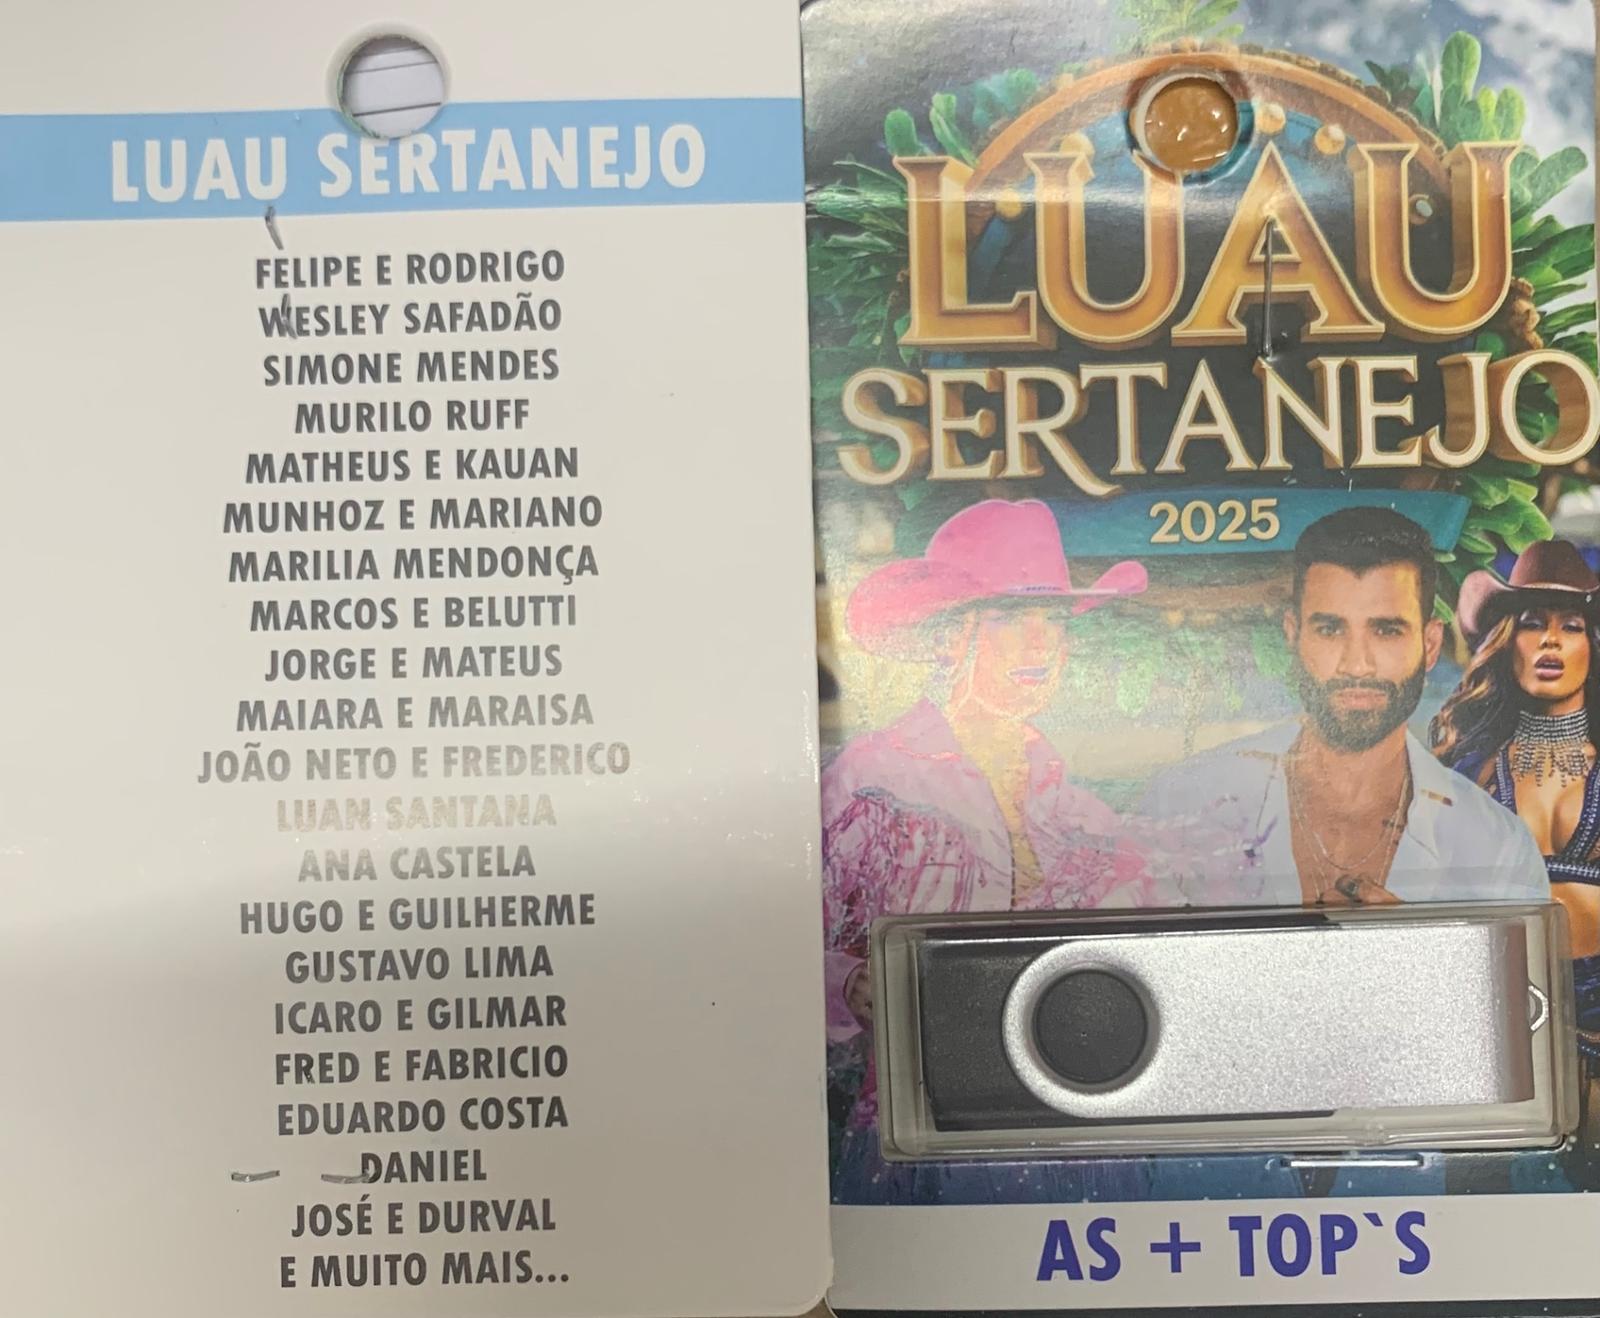 LUAU SERTANEJO
FELIPE E RODRIGO
WESLEY SAFADÃO
SIMONE MENDES
MURILO RUFF
MATHEUS E KAUAN
MUNHOZ E MARIANO
MARILIA MENDONÇA
MARCOS E BELUTTI
JORGE E MATEUS
MAIARA E MARAISA
JOÃO NETO E FREDERICO
LUAN SANTANA
ANA CASTELA
HUGO E GUILHERME
GUSTAVO LIMA
ICARO E GILMAR
FRED E FABRICIO
EDUARDO COSTA
DANIEL
JOSÉ E DURVAL
E MUITO MAIS...
LUAU
SERTANEJO
2025
AS + TOP`S